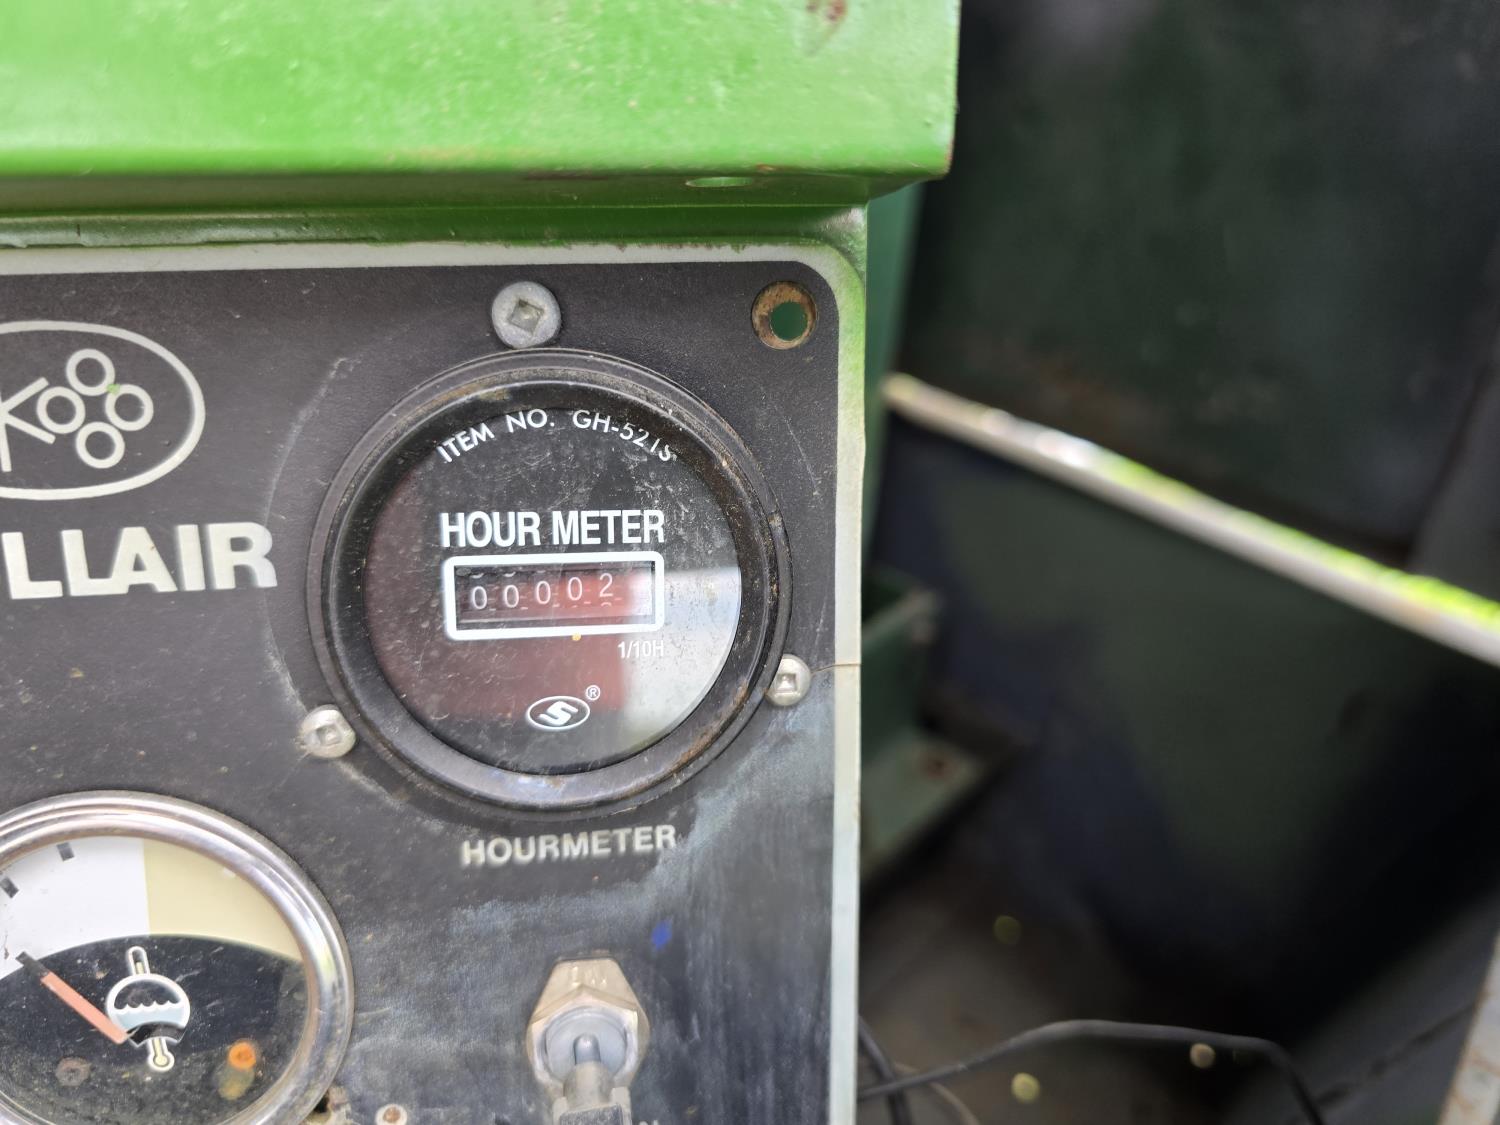 ITEM NO. GH-521S
HOUR METER
00002
1/10H
®
LLAIR
HOURMETER